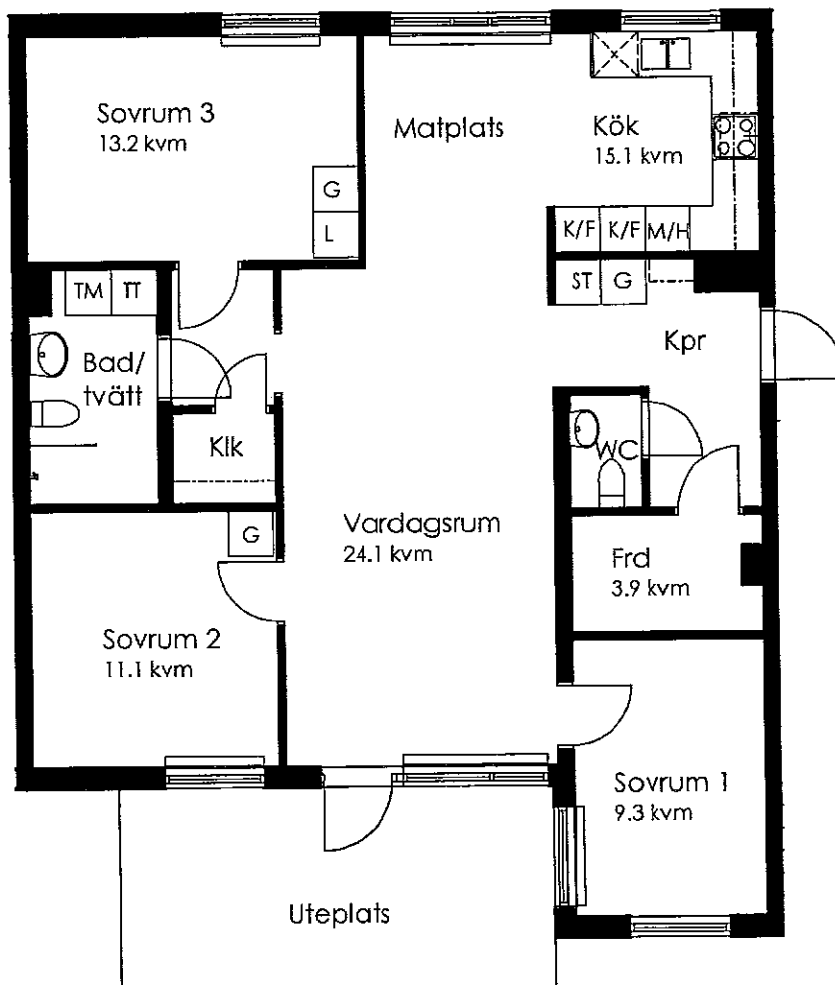 Sovrum 3
13.2 kvm
Matplats
Kök
15.1 kvm
G
L
K/F K/F M/H
TM TT
ST G
Kpr
Bad/
tvätt
Klk
WC
G
Vardagsrum
24.1 kvm
Frd
3.9 kvm
Sovrum 2
11.1 kvm
Sovrum 1
9.3 kvm
Uteplats